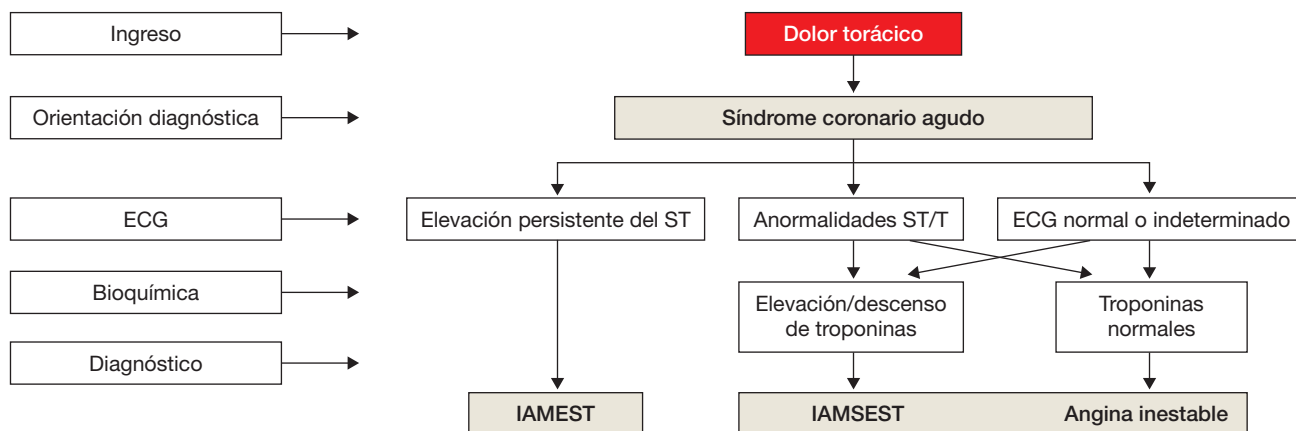 Ingreso
Dolor torácico
Orientación diagnóstica
Síndrome coronario agudo
ECG
Elevación persistente del ST
Anormalidades ST/T
ECG normal o indeterminado
Bioquímica
Elevación/descenso
de troponinas
Troponinas
normales
Diagnóstico
IAMEST
IAMSEST
Angina inestable